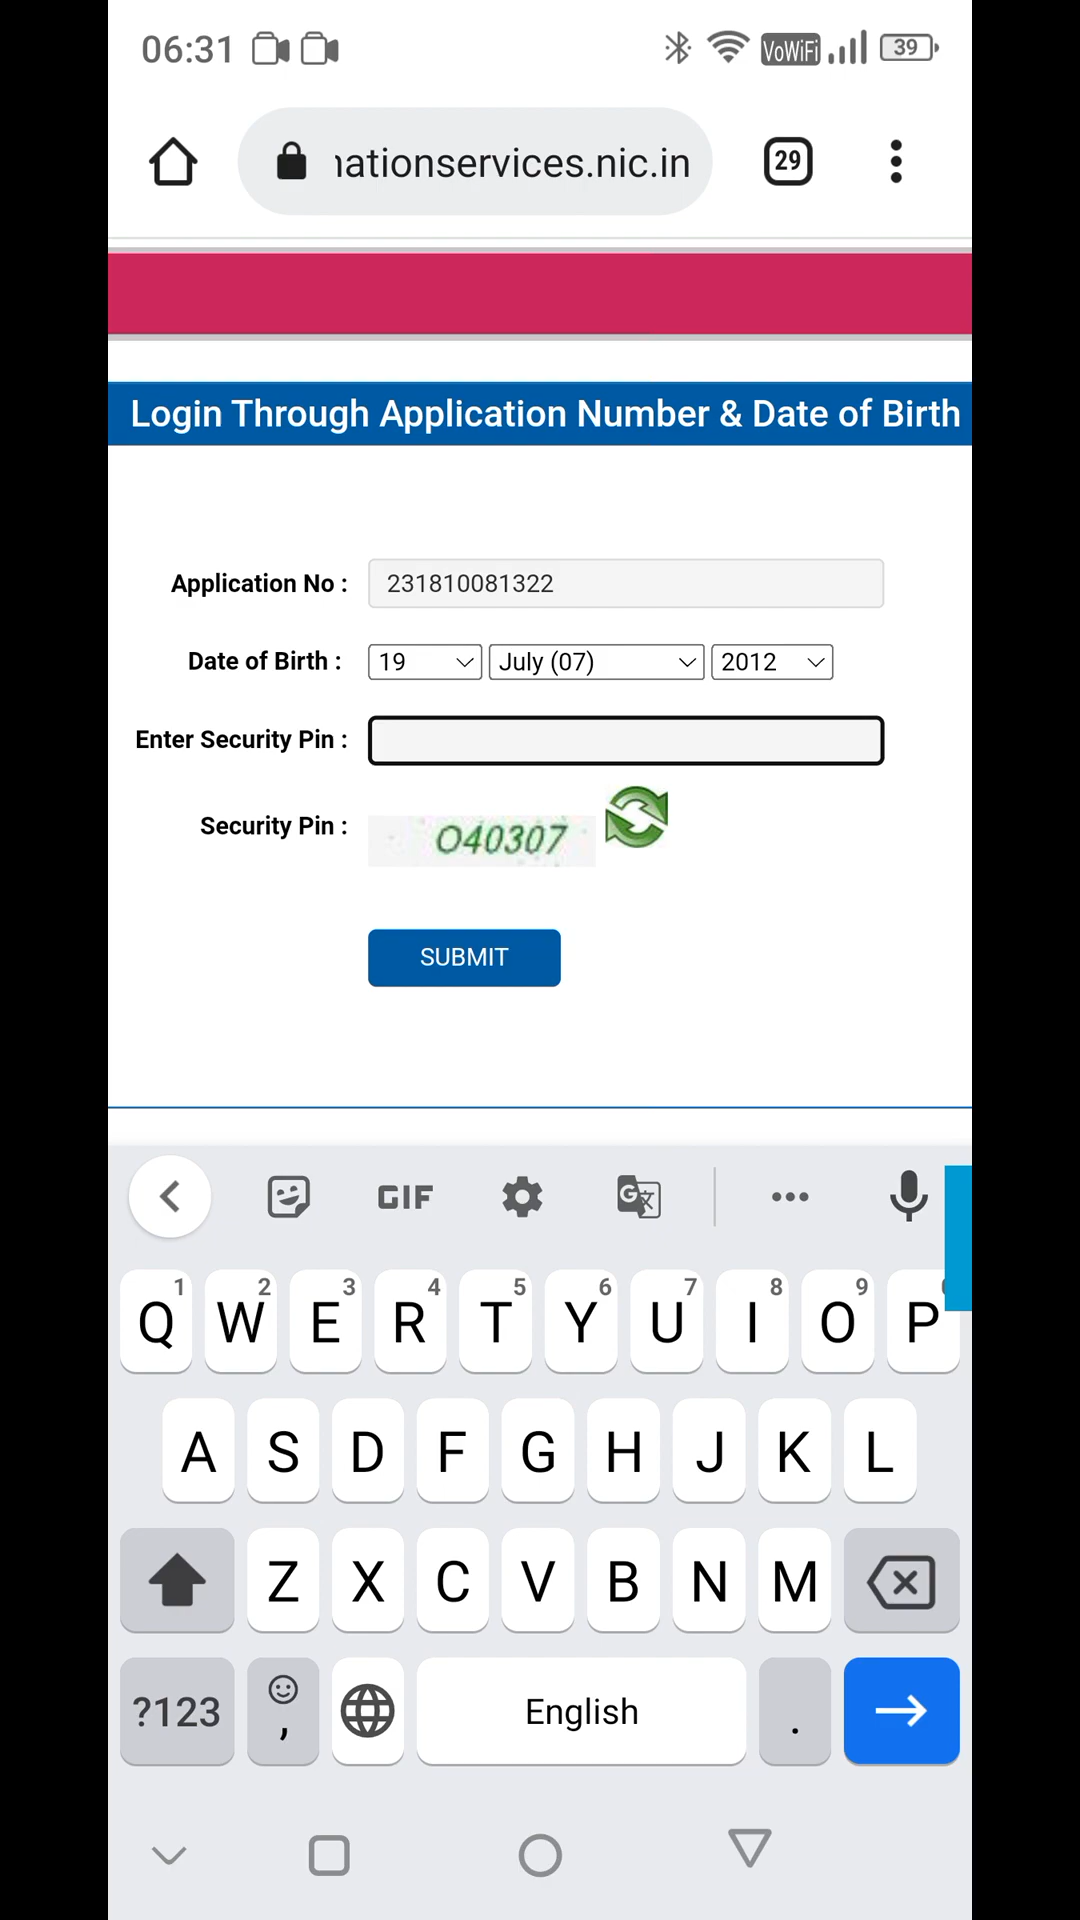 06:31 VoWiFi 39
nationservices.nic.in 29
Login Through Application Number & Date of Birth
Application No : 231810081322
Date of Birth : 19 July (07) 2012
Enter Security Pin :
Security Pin : O40307
SUBMIT
GIF G
1 2 3 4 5 6 7 8 9
Q W E R T Y U I O P
A S D F G H J K L
Z X C V B N M
?123 , English .